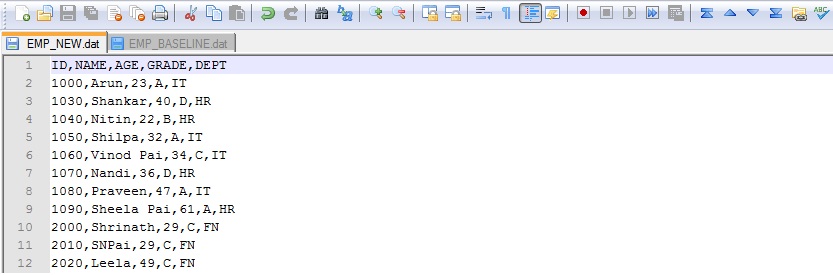 EMP_NEW.dat EMP_BASELINE.dat
1 ID,NAME,AGE,GRADE,DEPT
2 1000,Arun,23,A,IT
3 1030,Shankar,40,D,HR
4 1040,Nitin,22,B,HR
5 1050,Shilpa,32,A,IT
6 1060,Vinod Pai,34,C,IT
7 1070,Nandi,36,D,HR
8 1080,Praveen,47,A,IT
9 1090,Sheela Pai,61,A,HR
10 2000,Shrinath,29,C,FN
11 2010,SNPai,29,C,FN
12 2020,Leela,49,C,FN